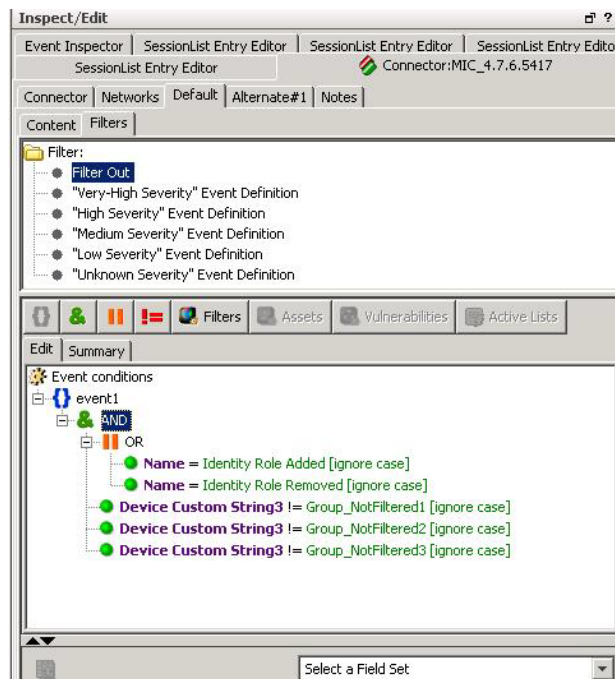 Inspect/Edit ?
Event Inspector SessionList Entry Editor SessionList Entry Editor SessionList Entry Edito
SessionList Entry Editor Connector:MIC_4.7.6.5417
Connector Networks Default Alternate#1 Notes
Content Filters
Filter:
Filter Out
"Very-High Severity" Event Definition
"High Severity" Event Definition
"Medium Severity" Event Definition
"Low Severity" Event Definition
"Unknown Severity" Event Definition
{} & || != Filters Assets Vulnerabilities Active Lists
Edit Summary
Event conditions
{} event1
& AND
|| OR
Name = Identity Role Added [ignore case]
Name = Identity Role Removed [ignore case]
Device Custom String3 != Group_NotFiltered1 [ignore case]
Device Custom String3 != Group_NotFiltered2 [ignore case]
Device Custom String3 != Group_NotFiltered3 [ignore case]
Select a Field Set